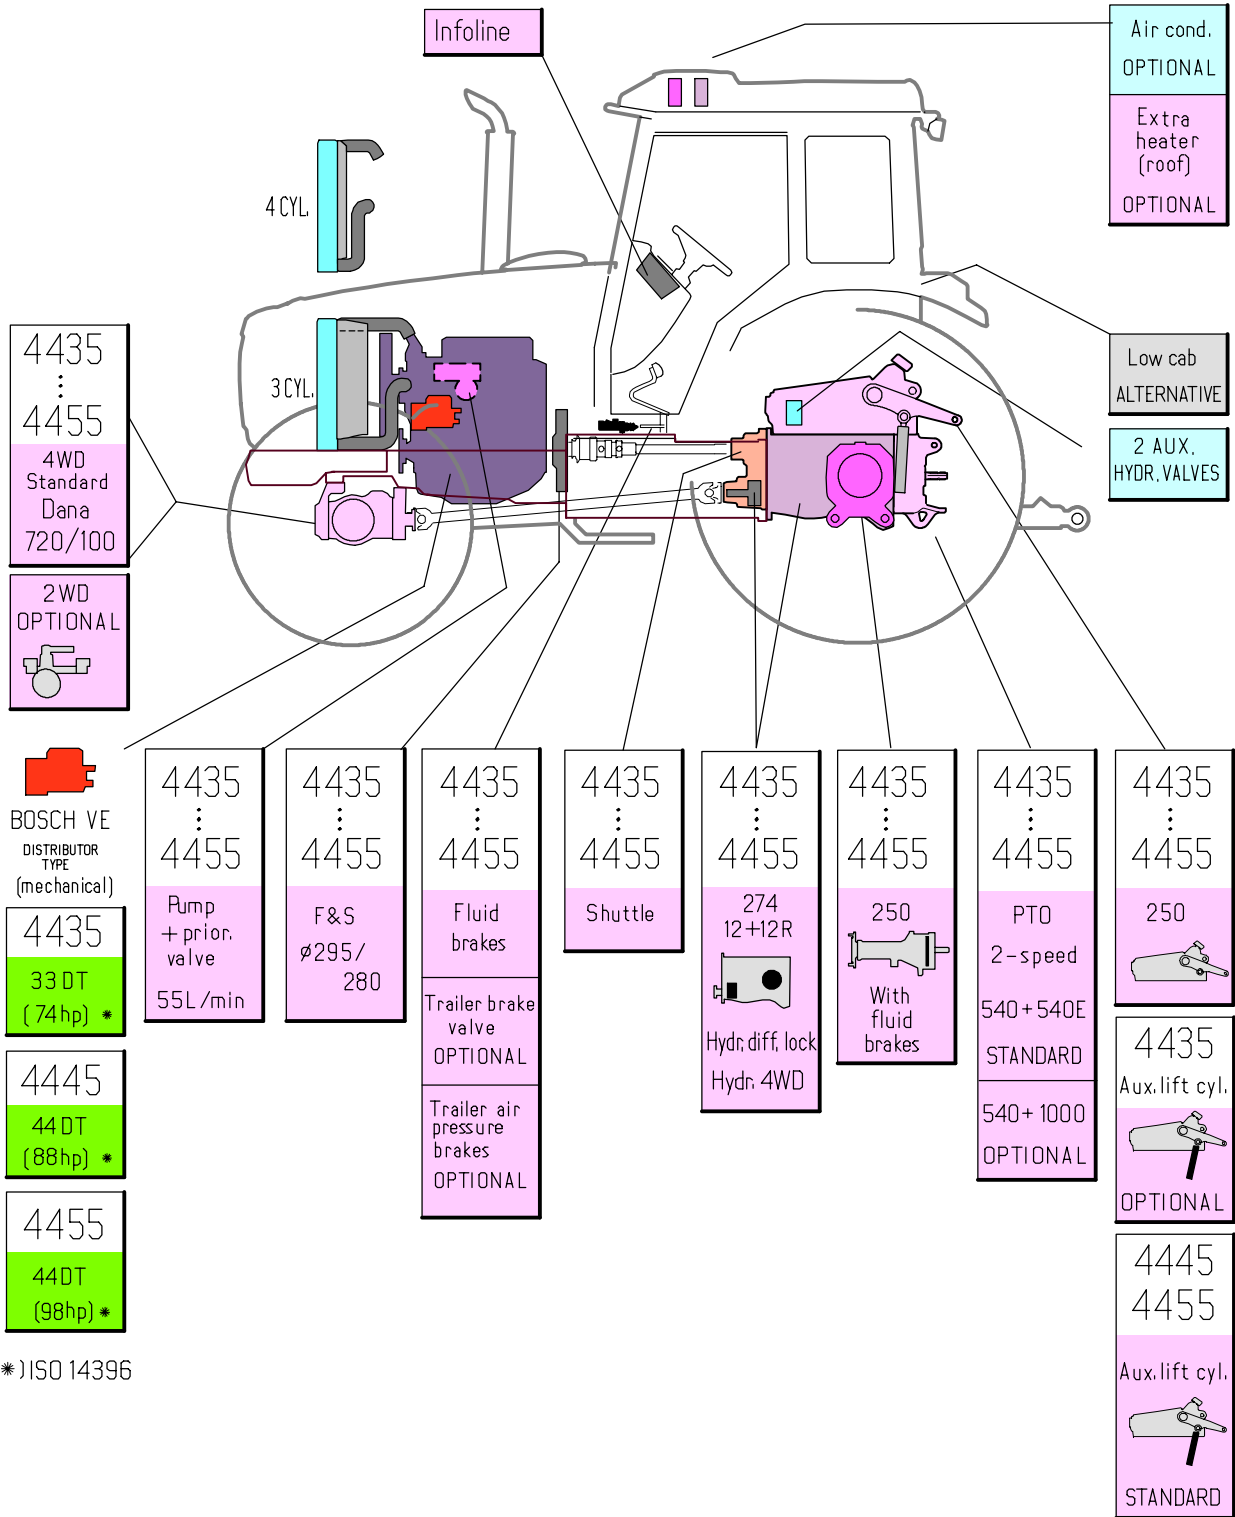 Infoline
Air cond.
OPTIONAL
Extra
heater
(roof)
OPTIONAL
4 CYL.
3 CYL.
4435
4455
4WD
Standard
Dana
720/100
2WD
OPTIONAL
Low cab
ALTERNATIVE
2 AUX.
HYDR. VALVES
BOSCH VE
DISTRIBUTOR
TYPE
(mechanical)
4435
33 DT
(74hp) *
4445
44 DT
(88hp) *
4455
44DT
(98hp) *
*) ISO 14396
4435
4455
Pump
+ prior.
valve
55L/min
4435
4455
F&S
ø295/
280
4435
4455
Fluid
brakes
Trailer brake
valve
OPTIONAL
Trailer air
pressure
brakes
OPTIONAL
4435
4455
Shuttle
4435
4455
274
12+12R
Hydr. diff. lock
Hydr. 4WD
4435
4455
250
With
fluid
brakes
4435
4455
PTO
2-speed
540+540E
STANDARD
540+1000
OPTIONAL
4435
4455
250
4435
Aux. lift cyl.
OPTIONAL
4445
4455
Aux. lift cyl.
STANDARD